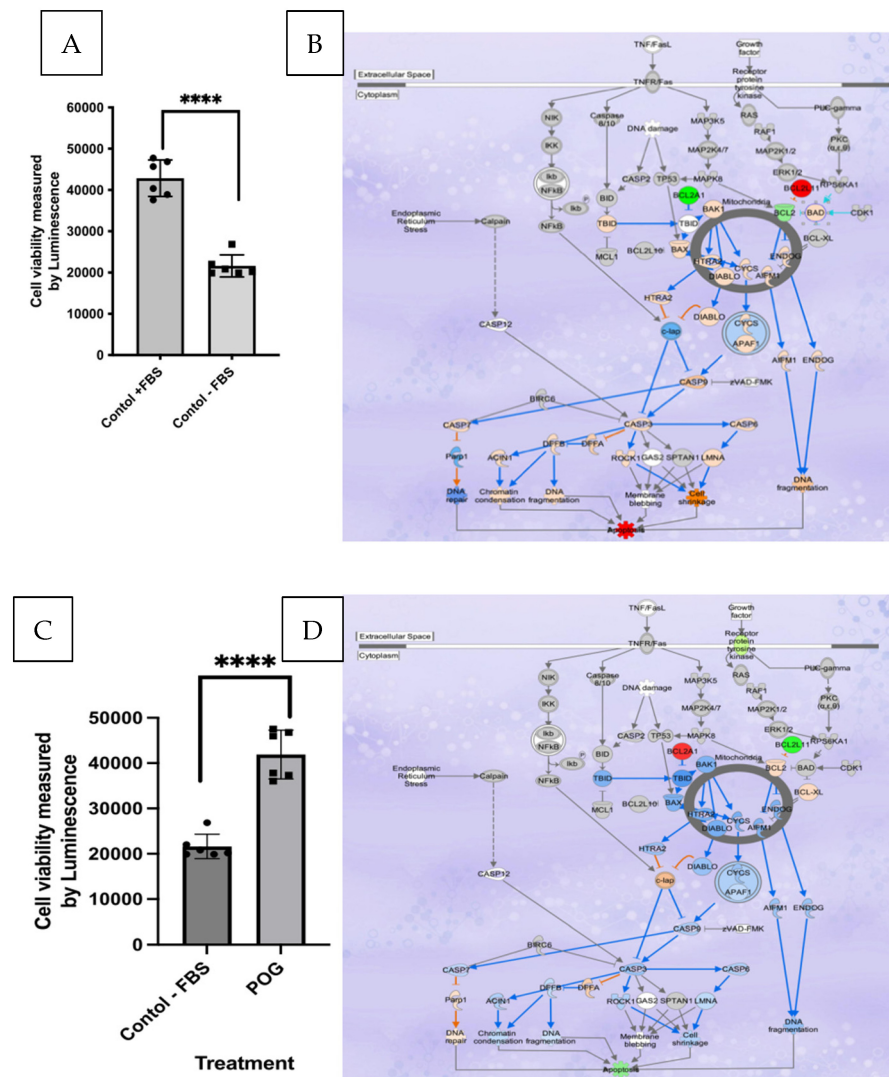 A
B
Cell viability measured
by Luminescence
60000
50000
40000
30000
20000
10000
0
****
Contol +FBS
Contol - FBS
TNF/FasL
Growth
factor
Extracellular Space
Cytoplasm
TNFR/Fas
Receptor
protein
tyrosine
kinase
NIK
IKK
Ikb
NFkB
Ikb
P
NFkB
Caspase
8/10
DNA damage
MAP3K5
MAP2K4/7
MAPK8
RAS
RAF1
MAP2K1/2
ERK1/2
PKC
RPS6KA1
CASP2
TP53
BID
BCL2A1
BCL2L11
Mitochondria
TBID
TBID
BAK1
BCL2
BAD
CDK1
MCL1
BCL2L10
BAX
BCL-XL
Endoplasmic
Reticulum
Stress
Calpain
HTRA2
CYCS
DIABLO
AIFM1
ENDOG
HTRA2
DIABLO
CYCS
APAF1
CASP12
c-Iap
AIFM1
ENDOG
CASP9
zVAD-FMK
BIRC6
CASP7
CASP3
CASP6
Parp1
ACIN1
DFFB
DFFA
ROCK1
GAS2
SPTAN1
LMNA
DNA
repair
Chromatin
condensation
DNA
fragmentation
Membrane
blebbing
Cell
shrinkage
DNA
fragmentation
Apoptosis
C
D
Cell viability measured
by Luminescence
50000
40000
30000
20000
10000
0
****
Contol - FBS
POG
Treatment
TNF/FasL
Growth
factor
Extracellular Space
Cytoplasm
TNFR/Fas
Receptor
protein
tyrosine
kinase
NIK
IKK
Ikb
NFkB
Ikb
P
NFkB
Caspase
8/10
DNA damage
MAP3K5
MAP2K4/7
MAPK8
RAS
RAF1
MAP2K1/2
ERK1/2
PKC
RPS6KA1
CASP2
TP53
BID
BCL2A1
BCL2L11
Mitochondria
TBID
TBID
BAK1
BCL2
BAD
CDK1
MCL1
BCL2L10
BAX
BCL-XL
Endoplasmic
Reticulum
Stress
Calpain
HTRA2
CYCS
DIABLO
AIFM1
ENDOG
HTRA2
DIABLO
CYCS
APAF1
CASP12
c-Iap
AIFM1
ENDOG
CASP9
zVAD-FMK
BIRC6
CASP7
CASP3
CASP6
Parp1
ACIN1
DFFB
DFFA
ROCK1
GAS2
SPTAN1
LMNA
DNA
repair
Chromatin
condensation
DNA
fragmentation
Membrane
blebbing
Cell
shrinkage
DNA
fragmentation
Apoptosis